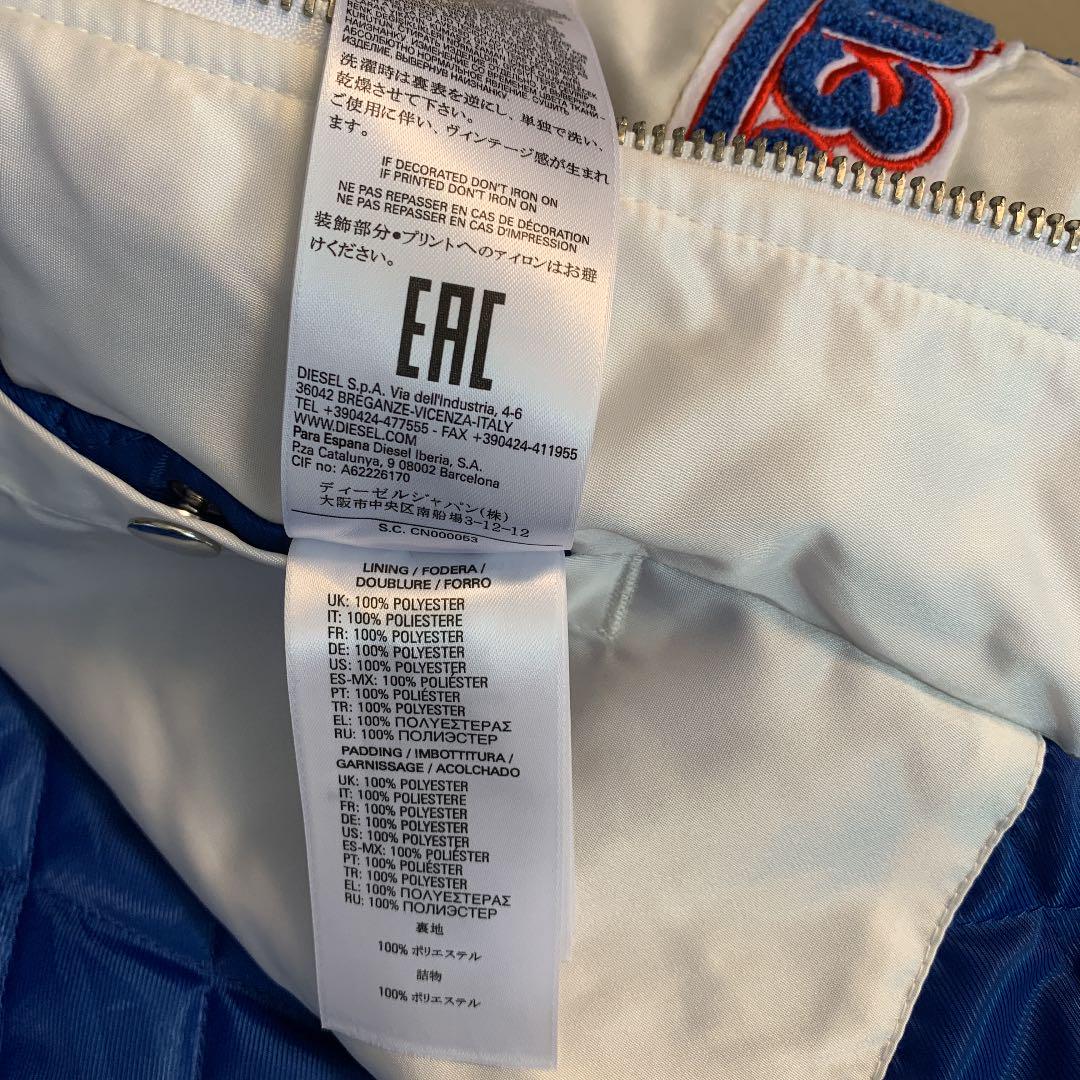 ИЗДЕЛИЕ, ВЫВЕРНУВ НАИЗНАНКУ.
洗濯時は裏表を逆にし、単独で洗い、
乾燥させて下さい。
ご使用に伴い、ヴィンテージ感が生まれ
ます。
IF DECORATED DON'T IRON ON
IF PRINTED DON'T IRON ON
NE PAS REPASSER EN CAS DE DÉCORATION
NE PAS REPASSER EN CAS D'IMPRESSION
装飾部分●プリントへのアイロンはお避
けください。
EAC
DIESEL S.p.A. Via dell'Industria, 4-6
36042 BREGANZE-VICENZA-ITALY
TEL +390424-477555 - FAX +390424-411955
WWW.DIESEL.COM
Para Espana Diesel Iberia, S.A.
P.za Catalunya, 9 08002 Barcelona
CIF no: A62226170
ディーゼルジャパン(株)
大阪市中央区南船場3-12-12
S.C. CN000053
LINING / FODERA /
DOUBLURE / FORRO
UK: 100% POLYESTER
IT: 100% POLIESTERE
FR: 100% POLYESTER
DE: 100% POLYESTER
US: 100% POLYESTER
ES-MX: 100% POLIÉSTER
PT: 100% POLIÉSTER
TR: 100% POLYESTER
EL: 100% ΠΟΛΥΕΣΤΕΡΑΣ
RU: 100% ПОЛИЭСТЕР
PADDING / IMBOTTITURA /
GARNISSAGE / ACOLCHADO
UK: 100% POLYESTER
IT: 100% POLIESTERE
FR: 100% POLYESTER
DE: 100% POLYESTER
US: 100% POLYESTER
ES-MX: 100% POLIÉSTER
PT: 100% POLIÉSTER
TR: 100% POLYESTER
EL: 100% ΠΟΛΥΕΣΤΕΡΑΣ
RU: 100% ПОЛИЭСТЕР
裏地
100% ポリエステル
詰物
100% ポリエステル